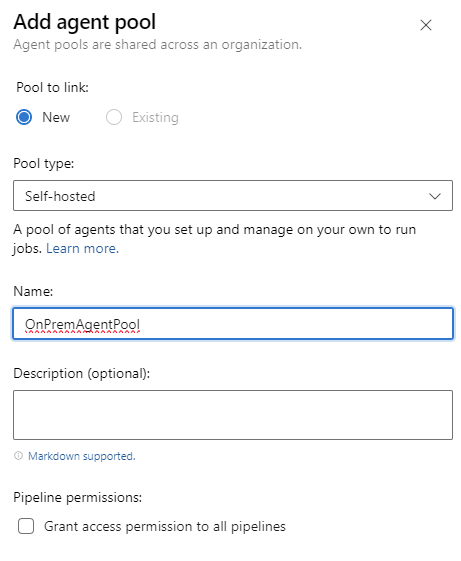 Add agent pool
Agent pools are shared across an organization.
Pool to link:
New Existing
Pool type:
Self-hosted
A pool of agents that you set up and manage on your own to run
jobs. Learn more.
Name:
OnPremAgentPool
Description (optional):
Markdown supported.
Pipeline permissions:
Grant access permission to all pipelines